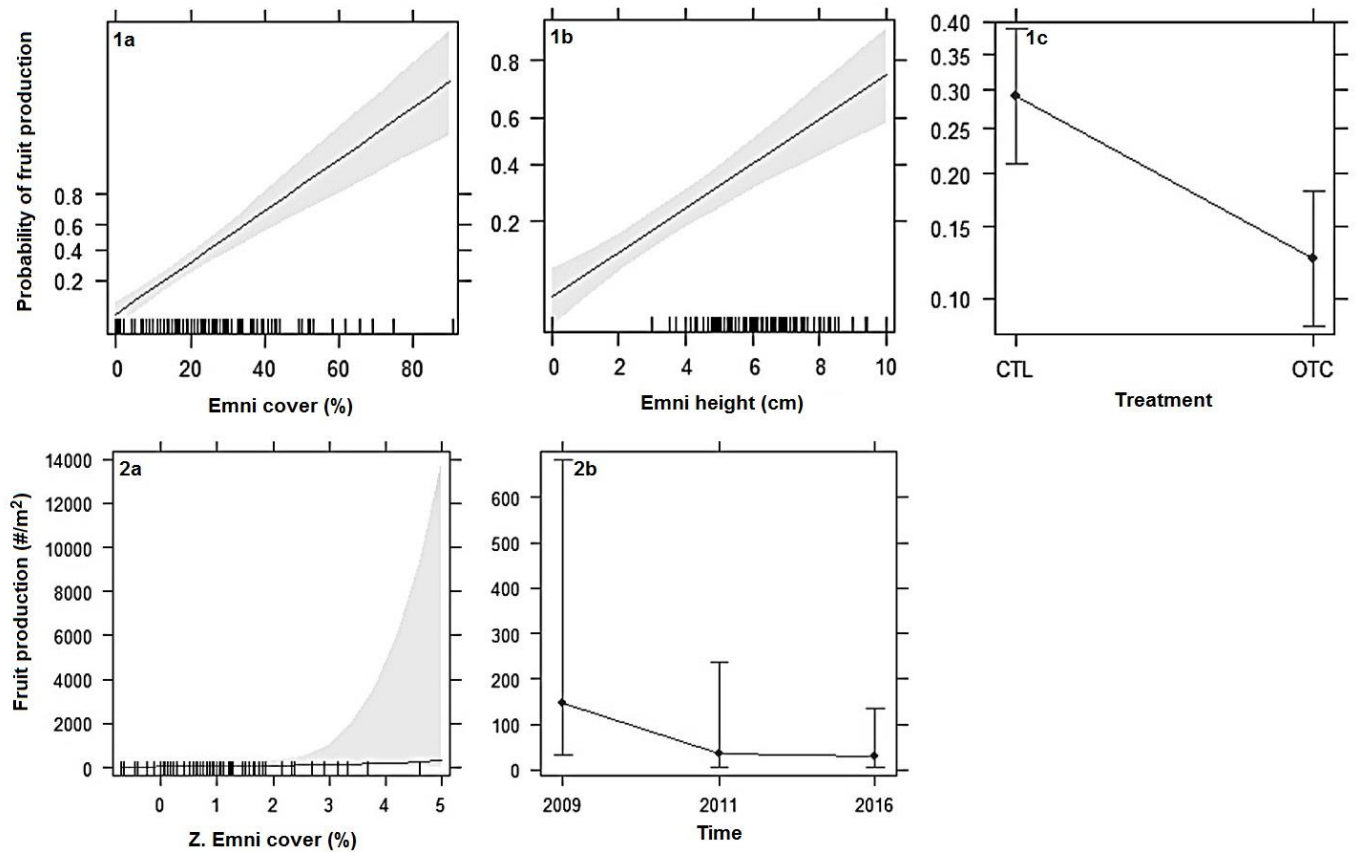 1a
Probability of fruit production
0.8
0.6
0.4
0.2
0 20 40 60 80
Emni cover (%)
1b
0.8
0.6
0.4
0.2
0 2 4 6 8 10
Emni height (cm)
1c
0.40
0.35
0.30
0.25
0.20
0.15
0.10
CTL OTC
Treatment
2a
Fruit production (#/m²)
14000
12000
10000
8000
6000
4000
2000
0
0 1 2 3 4 5
Z. Emni cover (%)
2b
600
500
400
300
200
100
0
2009 2011 2016
Time